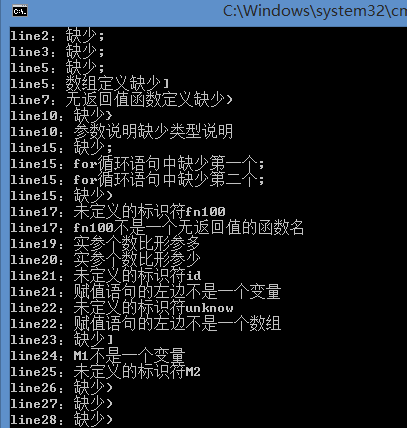 C:\Windows\system32\cm
line2: 缺少;
line3: 缺少;
line5: 缺少;
line5: 数组定义缺少]
line7: 无返回值函数定义缺少)
line10: 缺少)
line10: 参数说明缺少类型说明
line15: 缺少;
line15: for循环语句中缺少第一个;
line15: for循环语句中缺少第二个;
line15: 缺少)
line17: 未定义的标识符fn100
line17: fn100不是一个无返回值的函数名
line19: 实参个数比形参多
line20: 实参个数比形参少
line21: 未定义的标识符id
line21: 赋值语句的左边不是一个变量
line22: 未定义的标识符unknow
line22: 赋值语句的左边不是一个数组
line23: 缺少]
line24: M1不是一个变量
line25: 未定义的标识符M2
line26: 缺少)
line27: 缺少)
line28: 缺少)